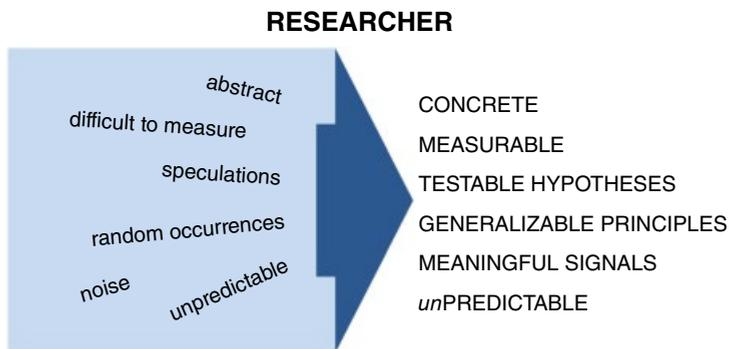 RESEARCHER
abstract
difficult to measure
speculations
random occurrences
noise
unpredictable
CONCRETE
MEASURABLE
TESTABLE HYPOTHESES
GENERALIZABLE PRINCIPLES
MEANINGFUL SIGNALS
unPREDICTABLE